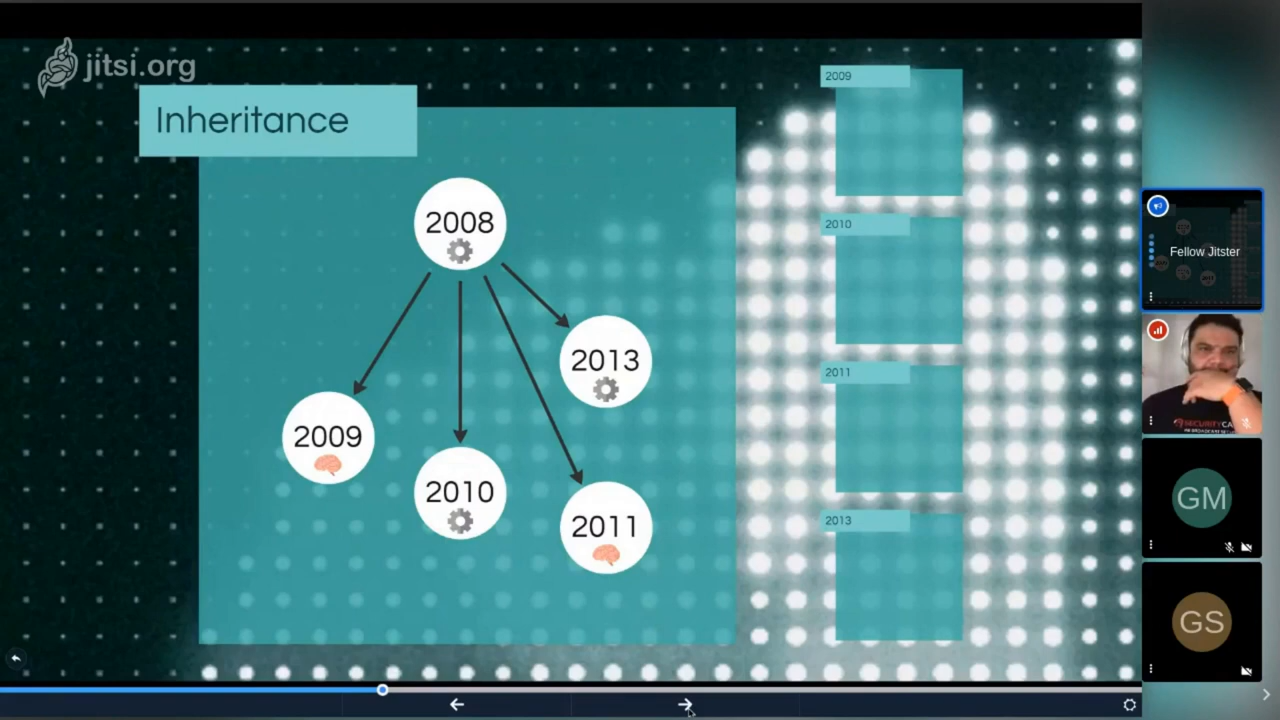 jitsi.org
Inheritance
2008
2013
2009
2010
2011
2009
2010
2011
2013
Fellow Jitster
GM
GS